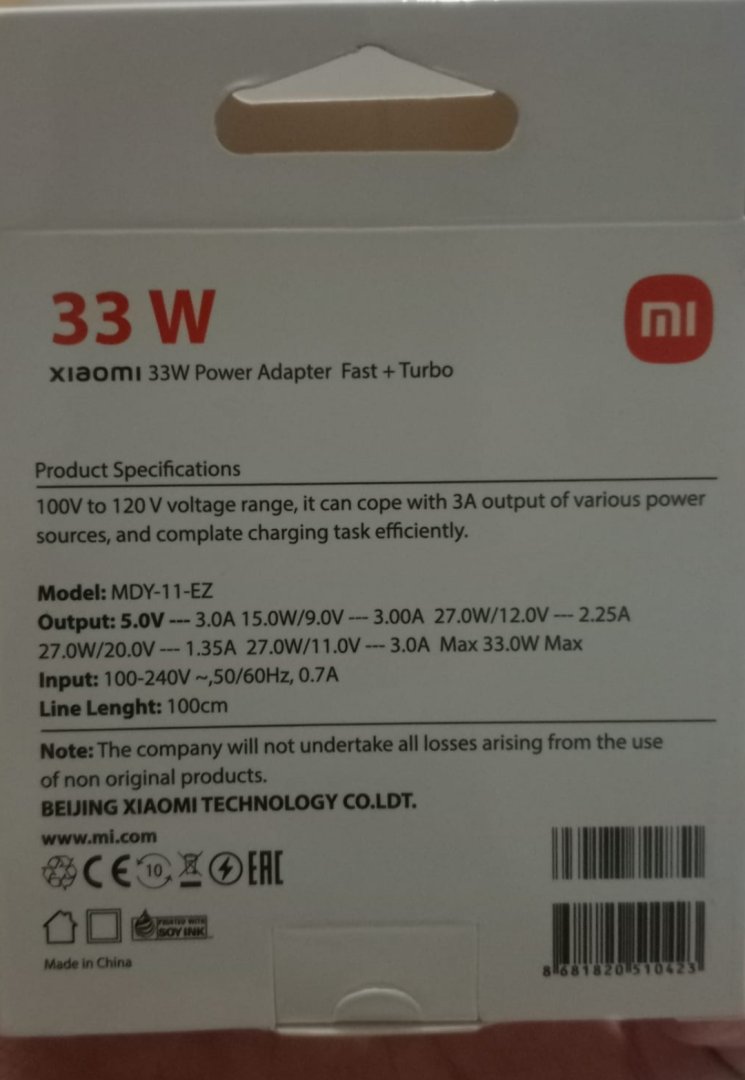 33 W
mi
xiaomi 33W Power Adapter Fast + Turbo
Product Specifications
100V to 120 V voltage range, it can cope with 3A output of various power
sources, and complate charging task efficiently.
Model: MDY-11-EZ
Output: 5.0V --- 3.0A 15.0W/9.0V --- 3.00A 27.0W/12.0V --- 2.25A
27.0W/20.0V --- 1.35A 27.0W/11.0V --- 3.0A Max 33.0W Max
Input: 100-240V ~,50/60Hz, 0.7A
Line Lenght: 100cm
Note: The company will not undertake all losses arising from the use
of non original products.
BEIJING XIAOMI TECHNOLOGY CO.LDT.
www.mi.com
CE 10 EAC
PRINTED WITH
SOY INK
Made in China
8 681820 510423